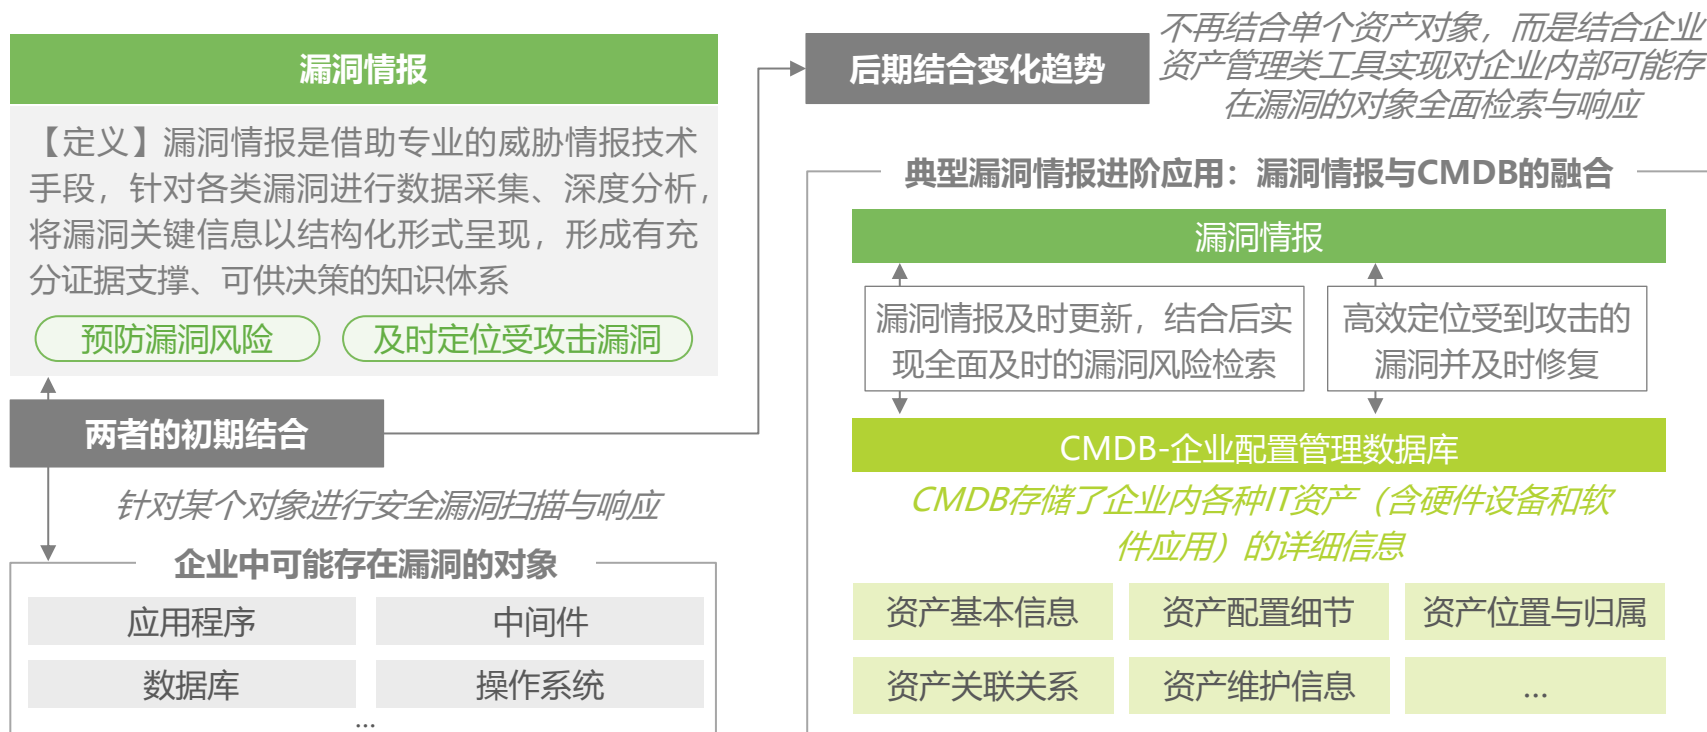 漏洞情报
【定义】漏洞情报是借助专业的威胁情报技术
手段，针对各类漏洞进行数据采集、深度分析，
将漏洞关键信息以结构化形式呈现，形成有充
分证据支撑、可供决策的知识体系
预防漏洞风险
及时定位受攻击漏洞
两者的初期结合
针对某个对象进行安全漏洞扫描与响应
企业中可能存在漏洞的对象
应用程序
中间件
数据库
操作系统
...
后期结合变化趋势
不再结合单个资产对象，而是结合企业
资产管理类工具实现对企业内部可能存
在漏洞的对象全面检索与响应
典型漏洞情报进阶应用：漏洞情报与CMDB的融合
漏洞情报
漏洞情报及时更新，结合后实
现全面及时的漏洞风险检索
高效定位受到攻击的
漏洞并及时修复
CMDB-企业配置管理数据库
CMDB存储了企业内各种IT资产（含硬件设备和软
件应用）的详细信息
资产基本信息
资产配置细节
资产位置与归属
资产关联关系
资产维护信息
...